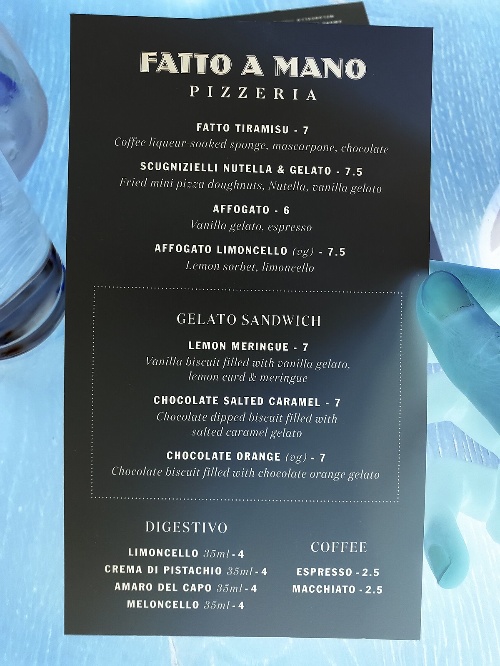 FATTO A MANO
PIZZERIA
FATTO TIRAMISU - 7
Coffee liqueur soaked sponge, mascarpone, chocolate
SCUGNIZIELLI NUTELLA & GELATO - 7.5
Fried mini pizza doughnuts, Nutella, vanilla gelato
AFFOGATO - 6
Vanilla gelato, espresso
AFFOGATO LIMONCELLO (vg) - 7.5
Lemon sorbet, limoncello
GELATO SANDWICH
LEMON MERINGUE - 7
Vanilla biscuit filled with vanilla gelato,
lemon curd & meringue
CHOCOLATE SALTED CARAMEL - 7
Chocolate dipped biscuit filled with
salted caramel gelato
CHOCOLATE ORANGE (vg) - 7
Chocolate biscuit filled with chocolate orange gelato
DIGESTIVO
LIMONCELLO 35ml - 4
CREMA DI PISTACHIO 35ml - 4
AMARO DEL CAPO 35ml - 4
MELONCELLO 35ml - 4
COFFEE
ESPRESSO - 2.5
MACCHIATO - 2.5